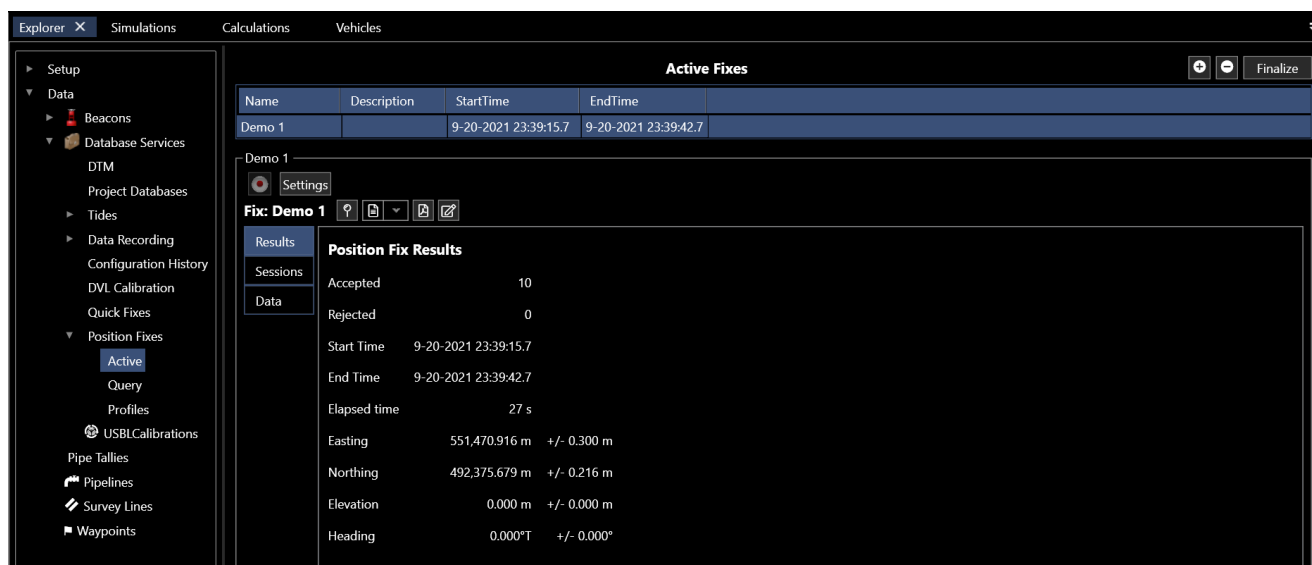 Explorer Simulations Calculations Vehicles
Setup
Data
Beacons
Database Services
DTM
Project Databases
Tides
Data Recording
Configuration History
DVL Calibration
Quick Fixes
Position Fixes
Active
Query
Profiles
USBLCalibrations
Pipe Tallies
Pipelines
Survey Lines
Waypoints
Active Fixes
Finalize
Name Description StartTime EndTime
Demo 1 9-20-2021 23:39:15.7 9-20-2021 23:39:42.7
Demo 1
Settings
Fix: Demo 1
Results
Sessions
Data
Position Fix Results
Accepted 10
Rejected 0
Start Time 9-20-2021 23:39:15.7
End Time 9-20-2021 23:39:42.7
Elapsed time 27 s
Easting 551,470.916 m +/- 0.300 m
Northing 492,375.679 m +/- 0.216 m
Elevation 0.000 m +/- 0.000 m
Heading 0.000°T +/- 0.000°